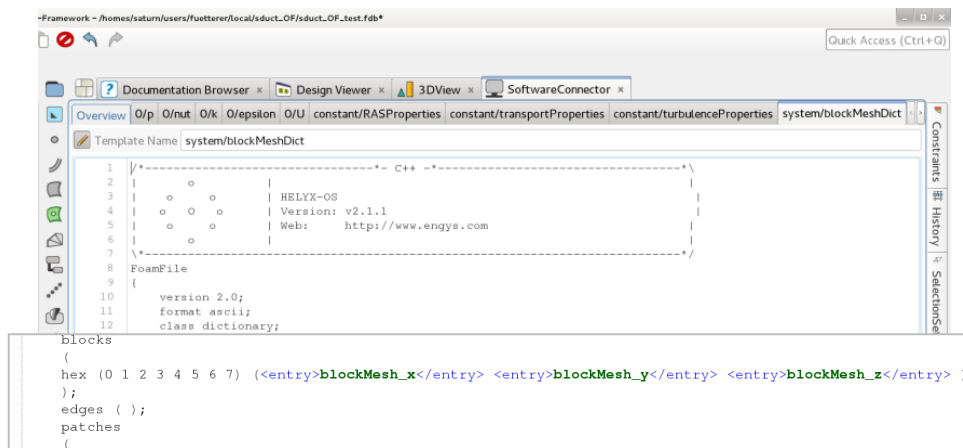 -Framework - /homes/saturn/users/fuetterer/local/sduct_OF/sduct_OF_test.fdb*
Quick Access (Ctrl+Q)
Documentation Browser × Design Viewer × 3DView × SoftwareConnector ×
Overview 0/p 0/nut 0/k 0/epsilon 0/U constant/RASProperties constant/transportProperties constant/turbulenceProperties system/blockMeshDict
Template Name system/blockMeshDict
1 /*--------------------------------*- C++ -*----------------------------------*\
2 | o | |
3 | o o | HELYX-OS |
4 | o O o | Version: v2.1.1 |
5 | o o | Web: http://www.engys.com |
6 | o | |
7 \*---------------------------------------------------------------------------*/
8 FoamFile
9 {
10 version 2.0;
11 format ascii;
12 class dictionary;
Constraints
History
SelectionSe
blocks
(
hex (0 1 2 3 4 5 6 7) (<entry>blockMesh_x</entry> <entry>blockMesh_y</entry> <entry>blockMesh_z</entry> )
);
edges ( );
patches
(